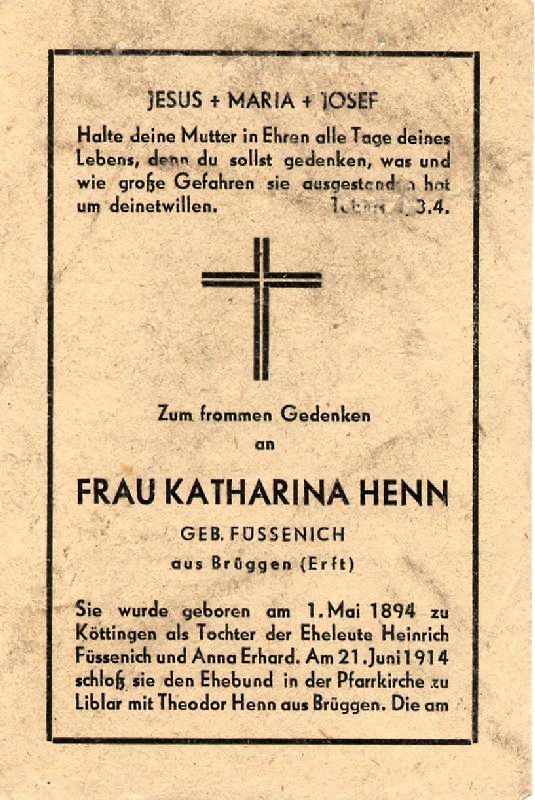 JESUS + MARIA + JOSEF
Halte deine Mutter in Ehren alle Tage deines
Lebens, denn du sollst gedenken, was und
wie große Gefahren sie ausgestanden hat
um deinetwillen. 3.4.
Zum frommen Gedenken
an
FRAU KATHARINA HENN
GEB. FÜSSENICH
aus Brüggen (Erft)
Sie wurde geboren am 1. Mai 1894 zu
Köttingen als Tochter der Eheleute Heinrich
Füssenich und Anna Erhard. Am 21. Juni 1914
schloß sie den Ehebund in der Pfarrkirche zu
Liblar mit Theodor Henn aus Brüggen. Die am